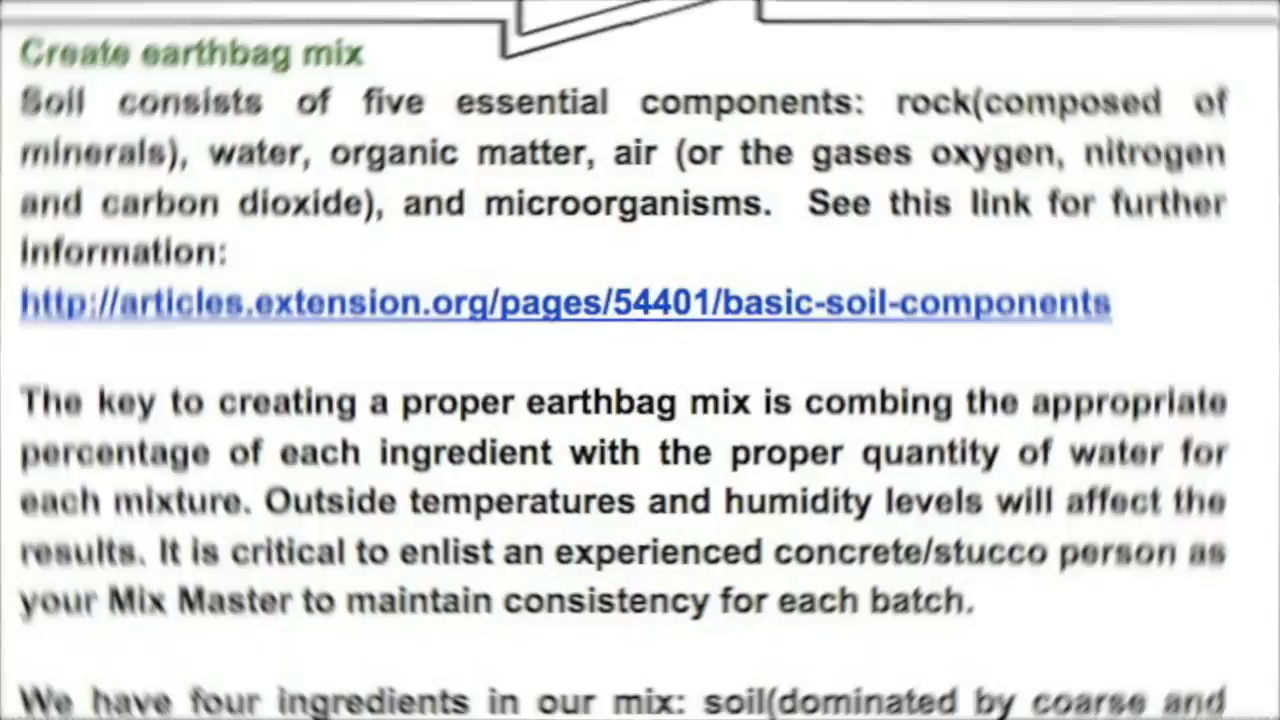 Create earthbag mix
Soil consists of five essential components: rock(composed of
minerals), water, organic matter, air (or the gases oxygen, nitrogen
and carbon dioxide), and microorganisms. See this link for further
information:
http://articles.extension.org/pages/54401/basic-soil-components
The key to creating a proper earthbag mix is combing the appropriate
percentage of each ingredient with the proper quantity of water for
each mixture. Outside temperatures and humidity levels will affect the
results. It is critical to enlist an experienced concrete/stucco person as
your Mix Master to maintain consistency for each batch.
We have four ingredients in our mix: soil(dominated by coarse and